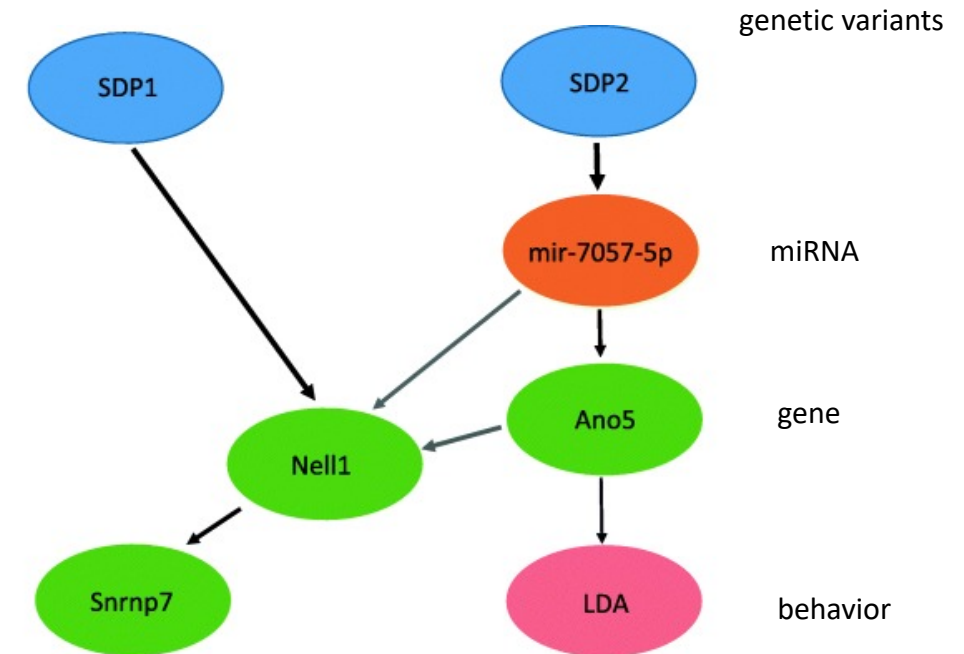 genetic variants
SDP1
SDP2
mir-7057-5p
miRNA
Ano5
gene
Nell1
Snrnp7
LDA
behavior